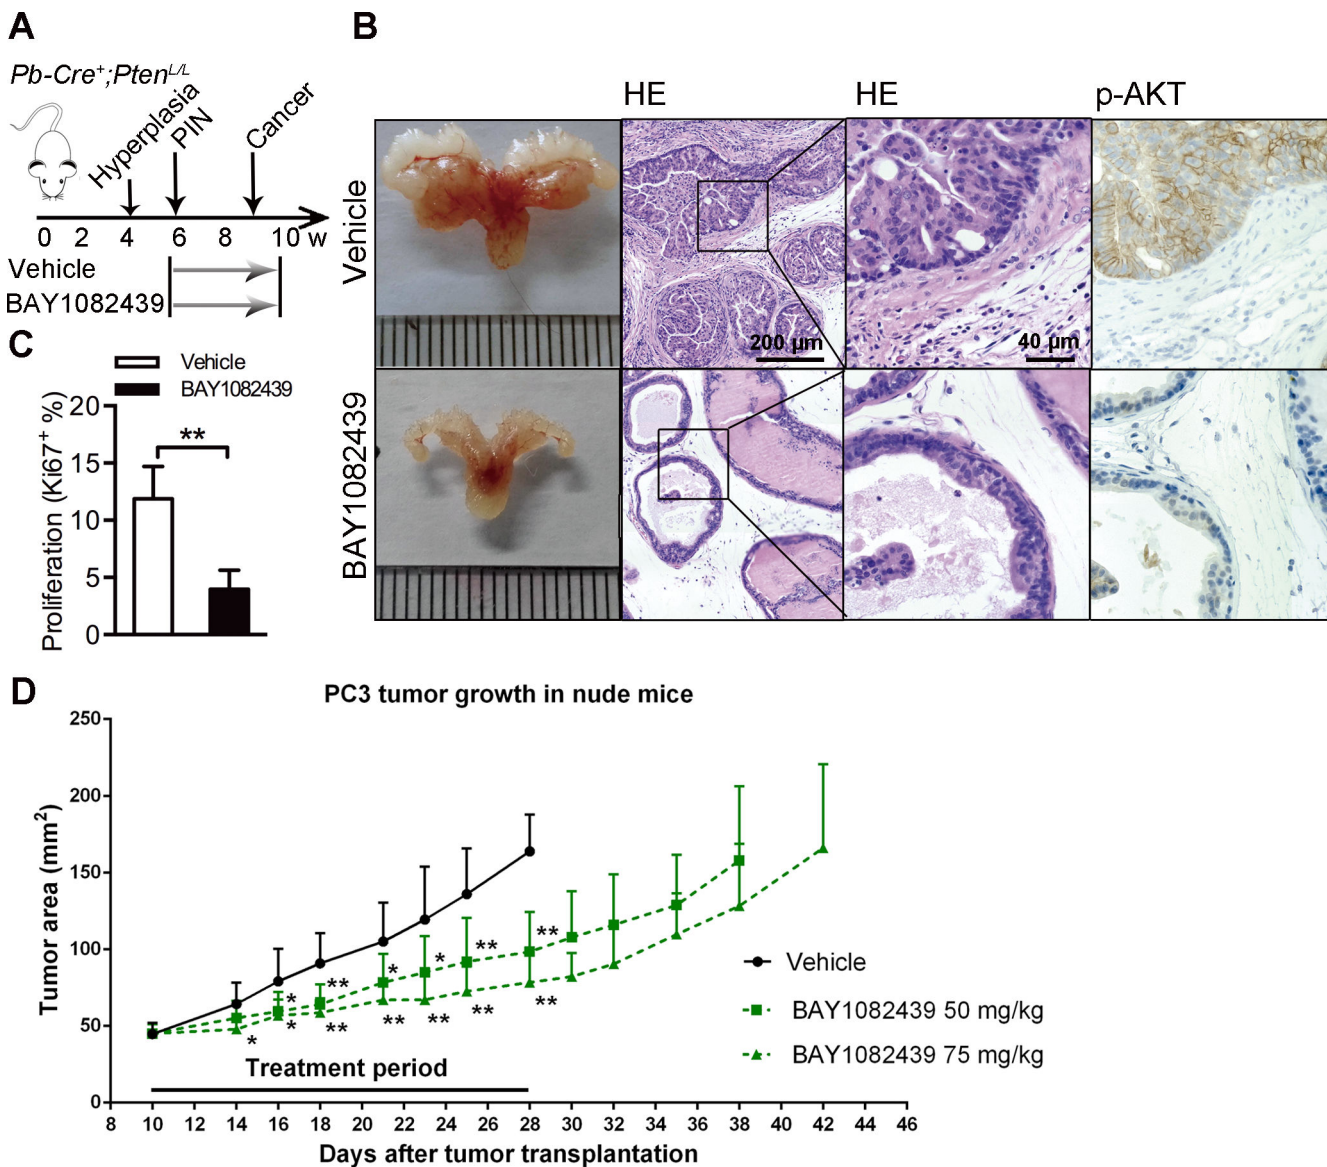 A
Pb-Cre⁺;Pten^L/L
Hyperplasia
PIN
Cancer
0 2 4 6 8 10 w
Vehicle
BAY1082439
B
HE HE p-AKT
Vehicle
200 µm
40 µm
BAY1082439
C
Vehicle
BAY1082439
Proliferation (Ki67⁺ %)
20
15
10
5
0
**
D
PC3 tumor growth in nude mice
Tumor area (mm²)
250
200
150
100
50
0
* ** * * ** **
* * ** ** ** ** **
Vehicle
BAY1082439 50 mg/kg
BAY1082439 75 mg/kg
Treatment period
8 10 12 14 16 18 20 22 24 26 28 30 32 34 36 38 40 42 44 46
Days after tumor transplantation